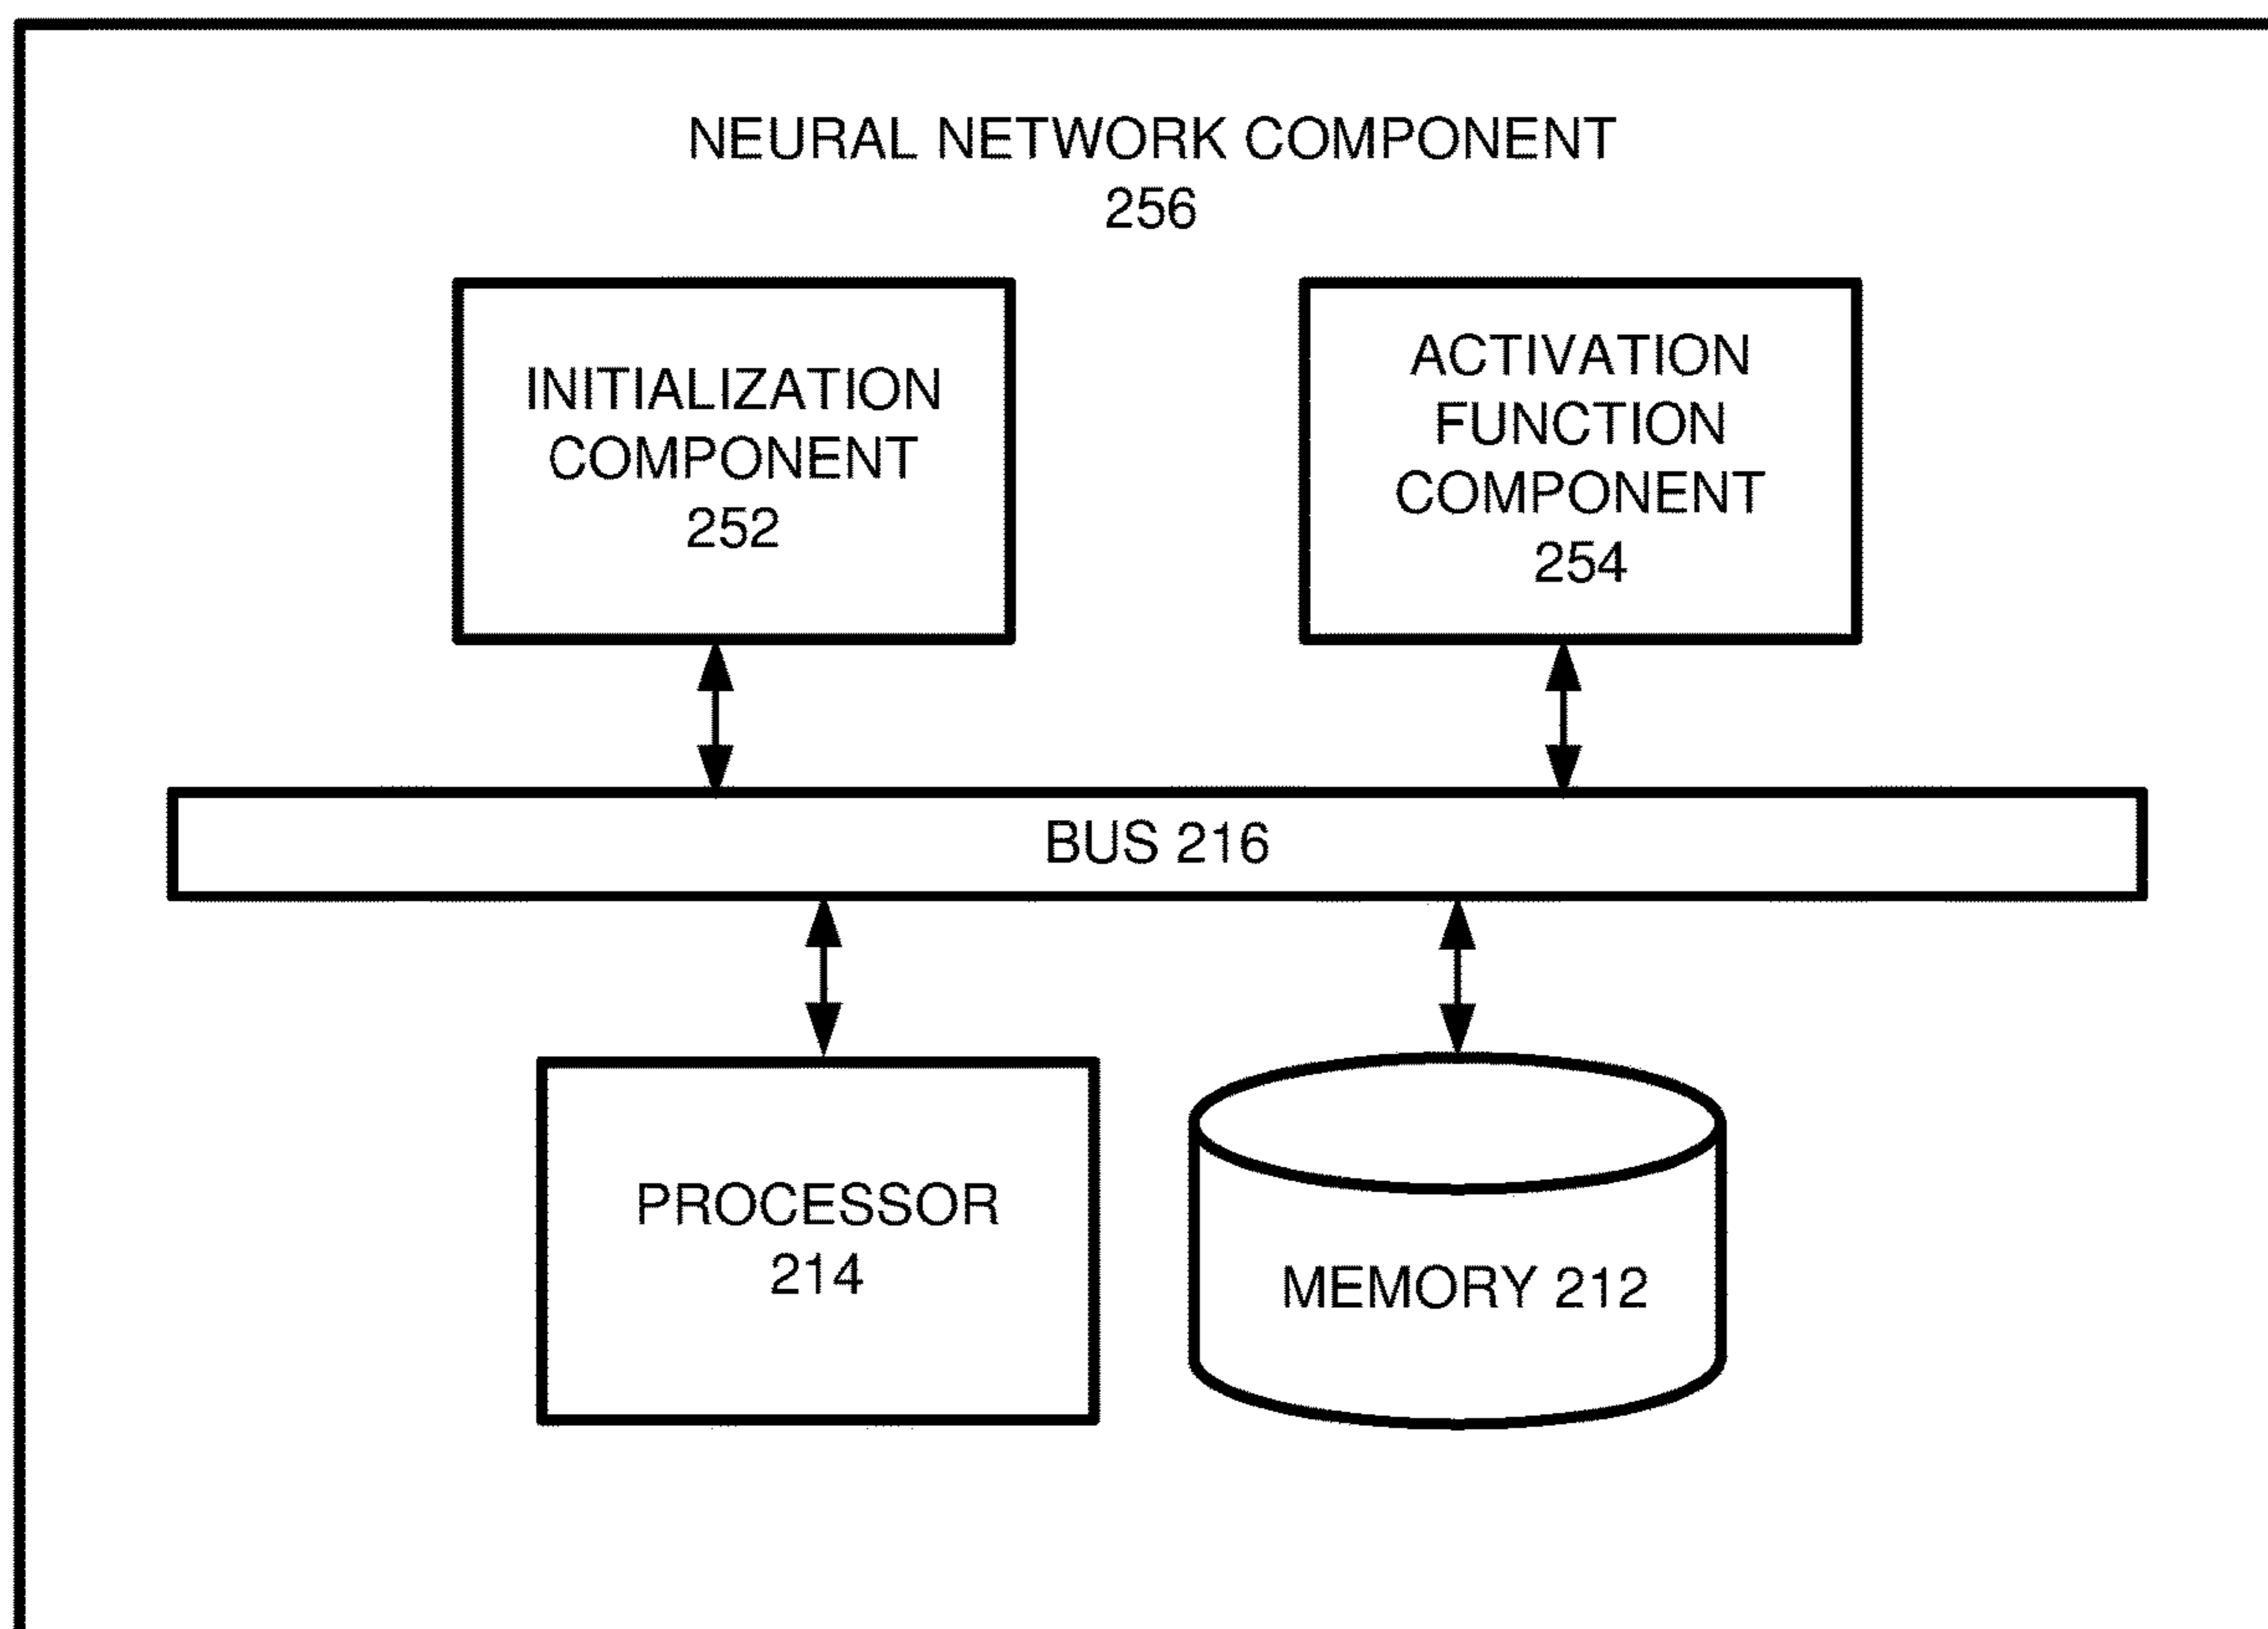 NEURAL NETWORK COMPONENT
256
INITIALIZATION
COMPONENT
252
ACTIVATION
FUNCTION
COMPONENT
254
BUS 216
PROCESSOR
214
MEMORY 212